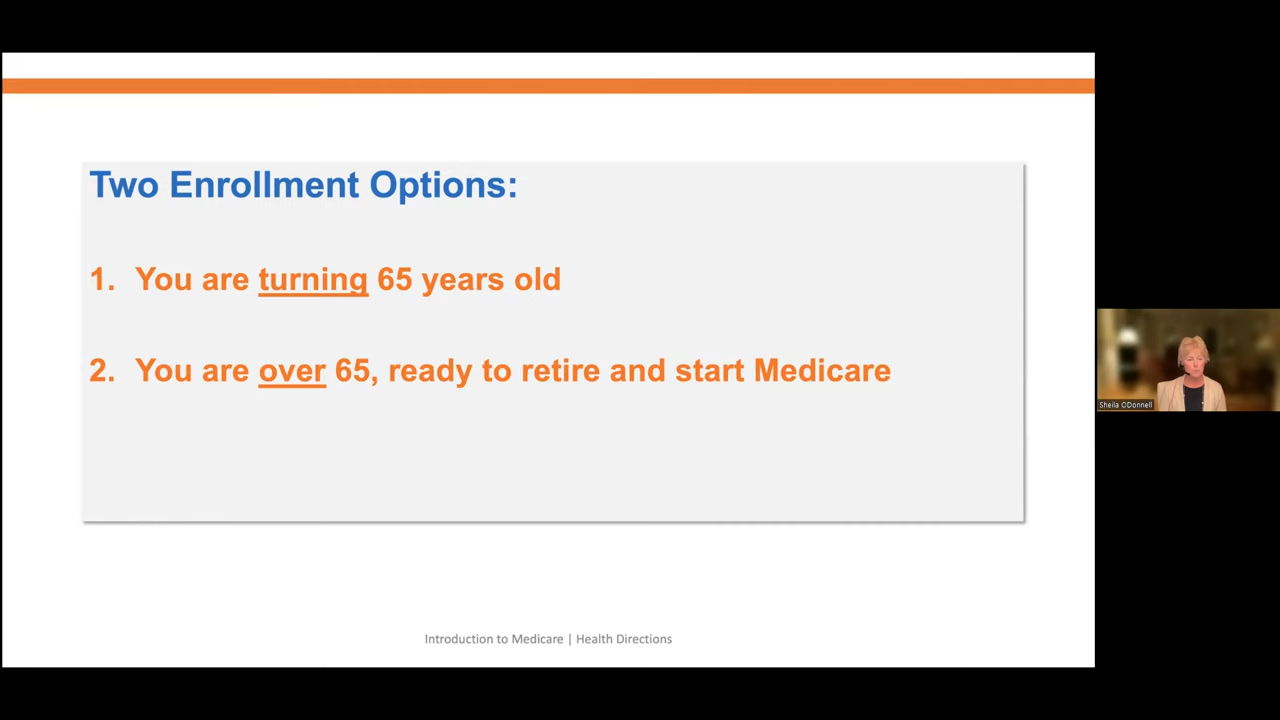 Two Enrollment Options:
1. You are turning 65 years old
2. You are over 65, ready to retire and start Medicare
Sheila ODonnell
Introduction to Medicare | Health Directions